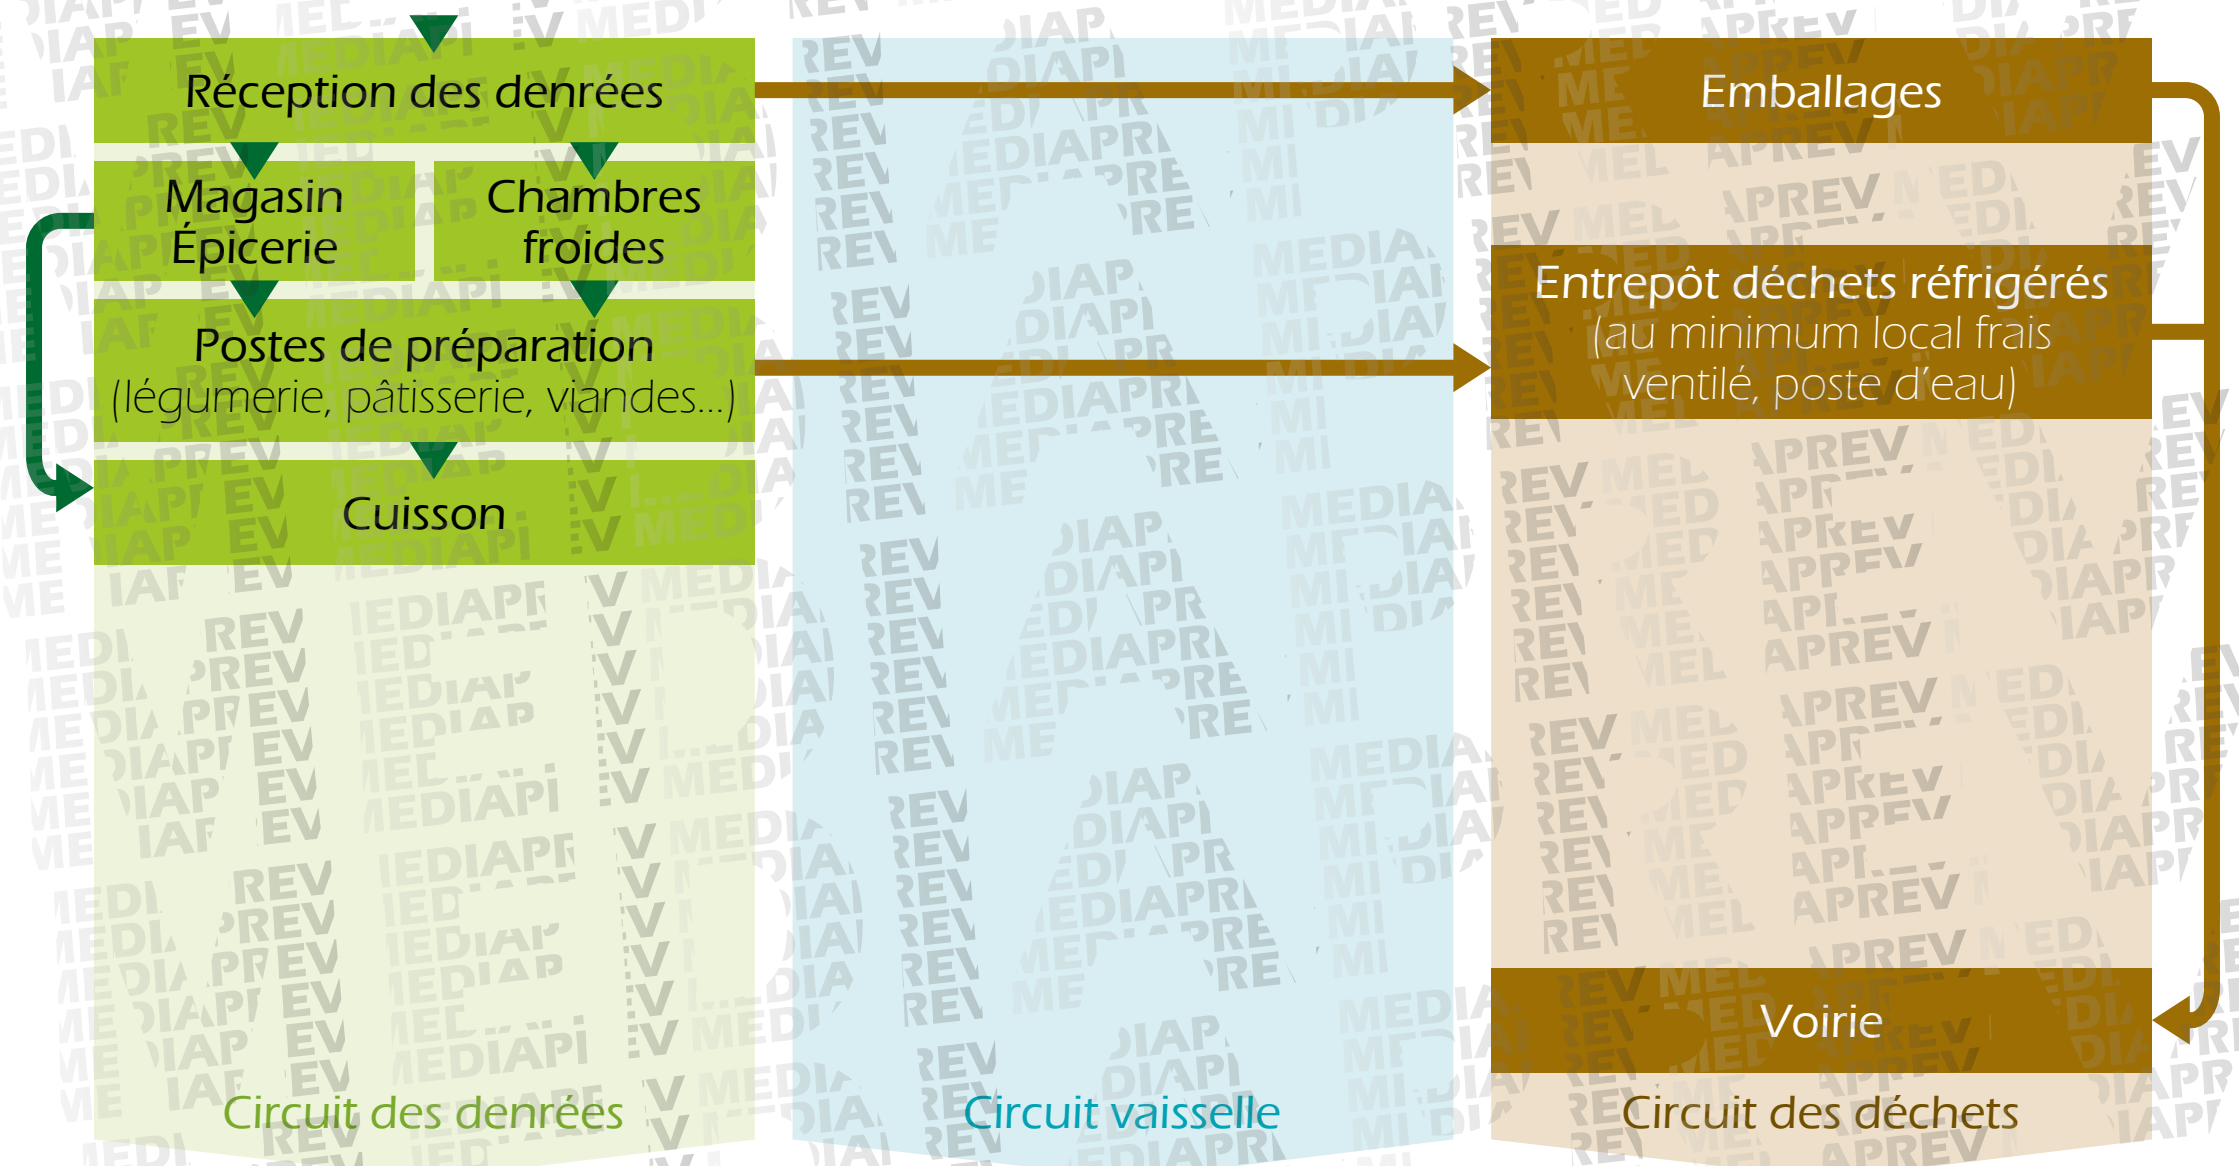 Réception des denrées
Emballages
Magasin
Épicerie
Chambres
froides
Entrepôt déchets réfrigérés
(au minimum local frais
ventilé, poste d'eau)
Postes de préparation
(légumerie, pâtisserie, viandes...)
Cuisson
Voirie
Circuit des denrées
Circuit vaisselle
Circuit des déchets